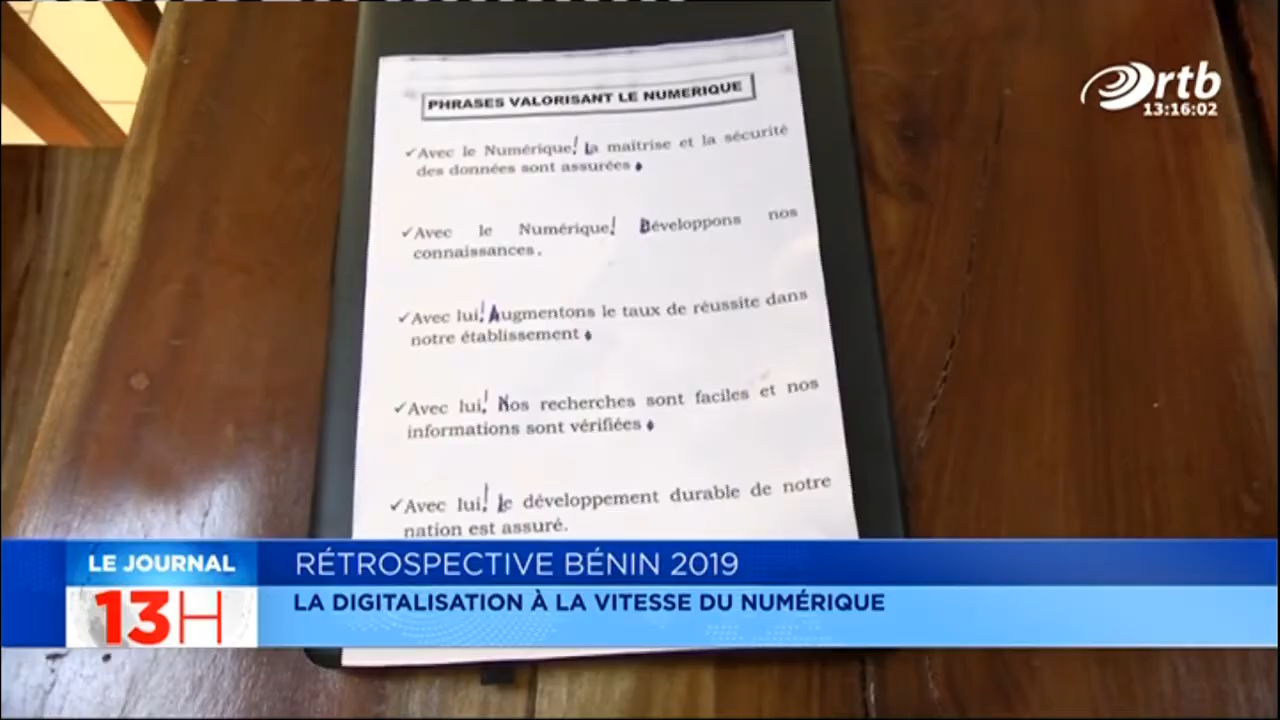 ortb
13:16:02
PHRASES VALORISANT LE NUMERIQUE
✓Avec le Numérique! La maîtrise et la sécurité
des données sont assurées.
✓Avec le Numérique! Développons nos
connaissances.
✓Avec lui! Augmentons le taux de réussite dans
notre établissement.
✓Avec lui! Nos recherches sont faciles et nos
informations sont vérifiées.
✓Avec lui! Le développement durable de notre
nation est assuré.
LE JOURNAL
13H
RÉTROSPECTIVE BÉNIN 2019
LA DIGITALISATION À LA VITESSE DU NUMÉRIQUE